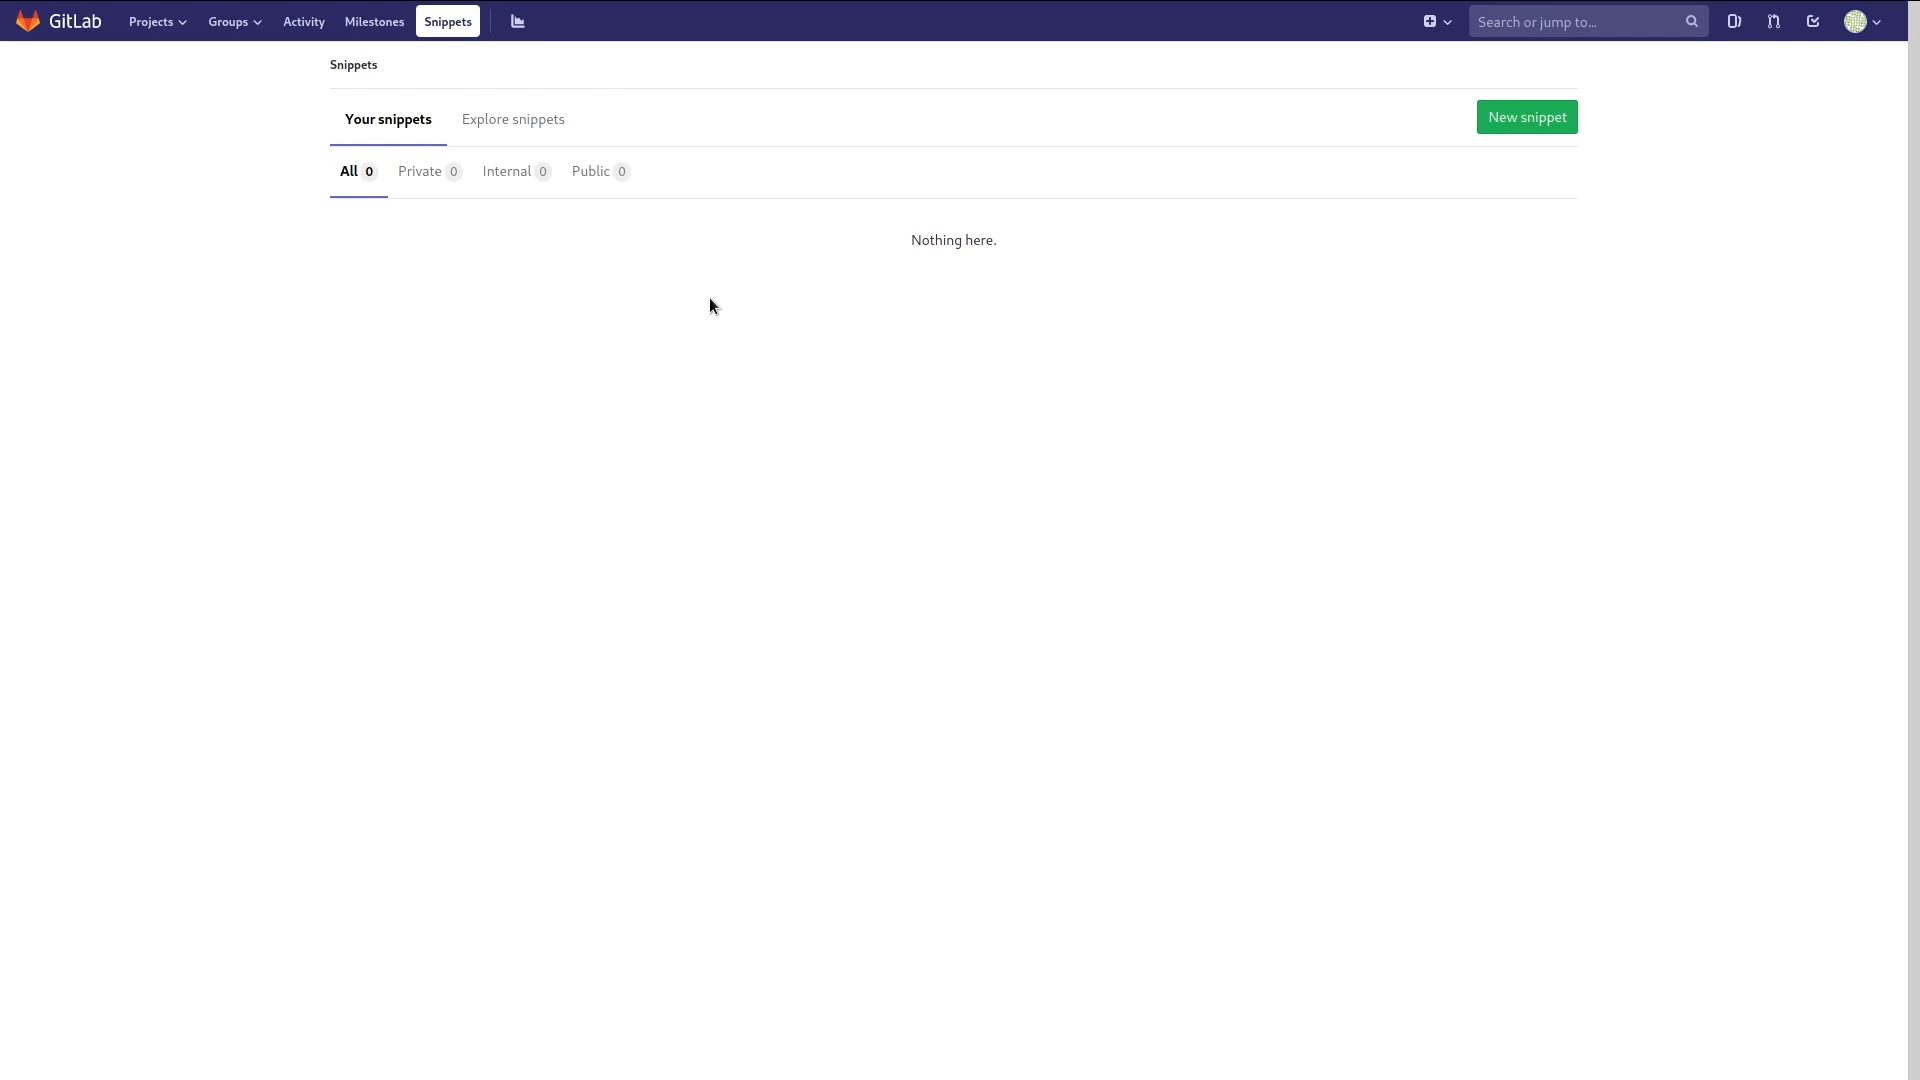 GitLab Projects Groups Activity Milestones Snippets Search or jump to...
Snippets
Your snippets Explore snippets New snippet
All 0 Private 0 Internal 0 Public 0
Nothing here.